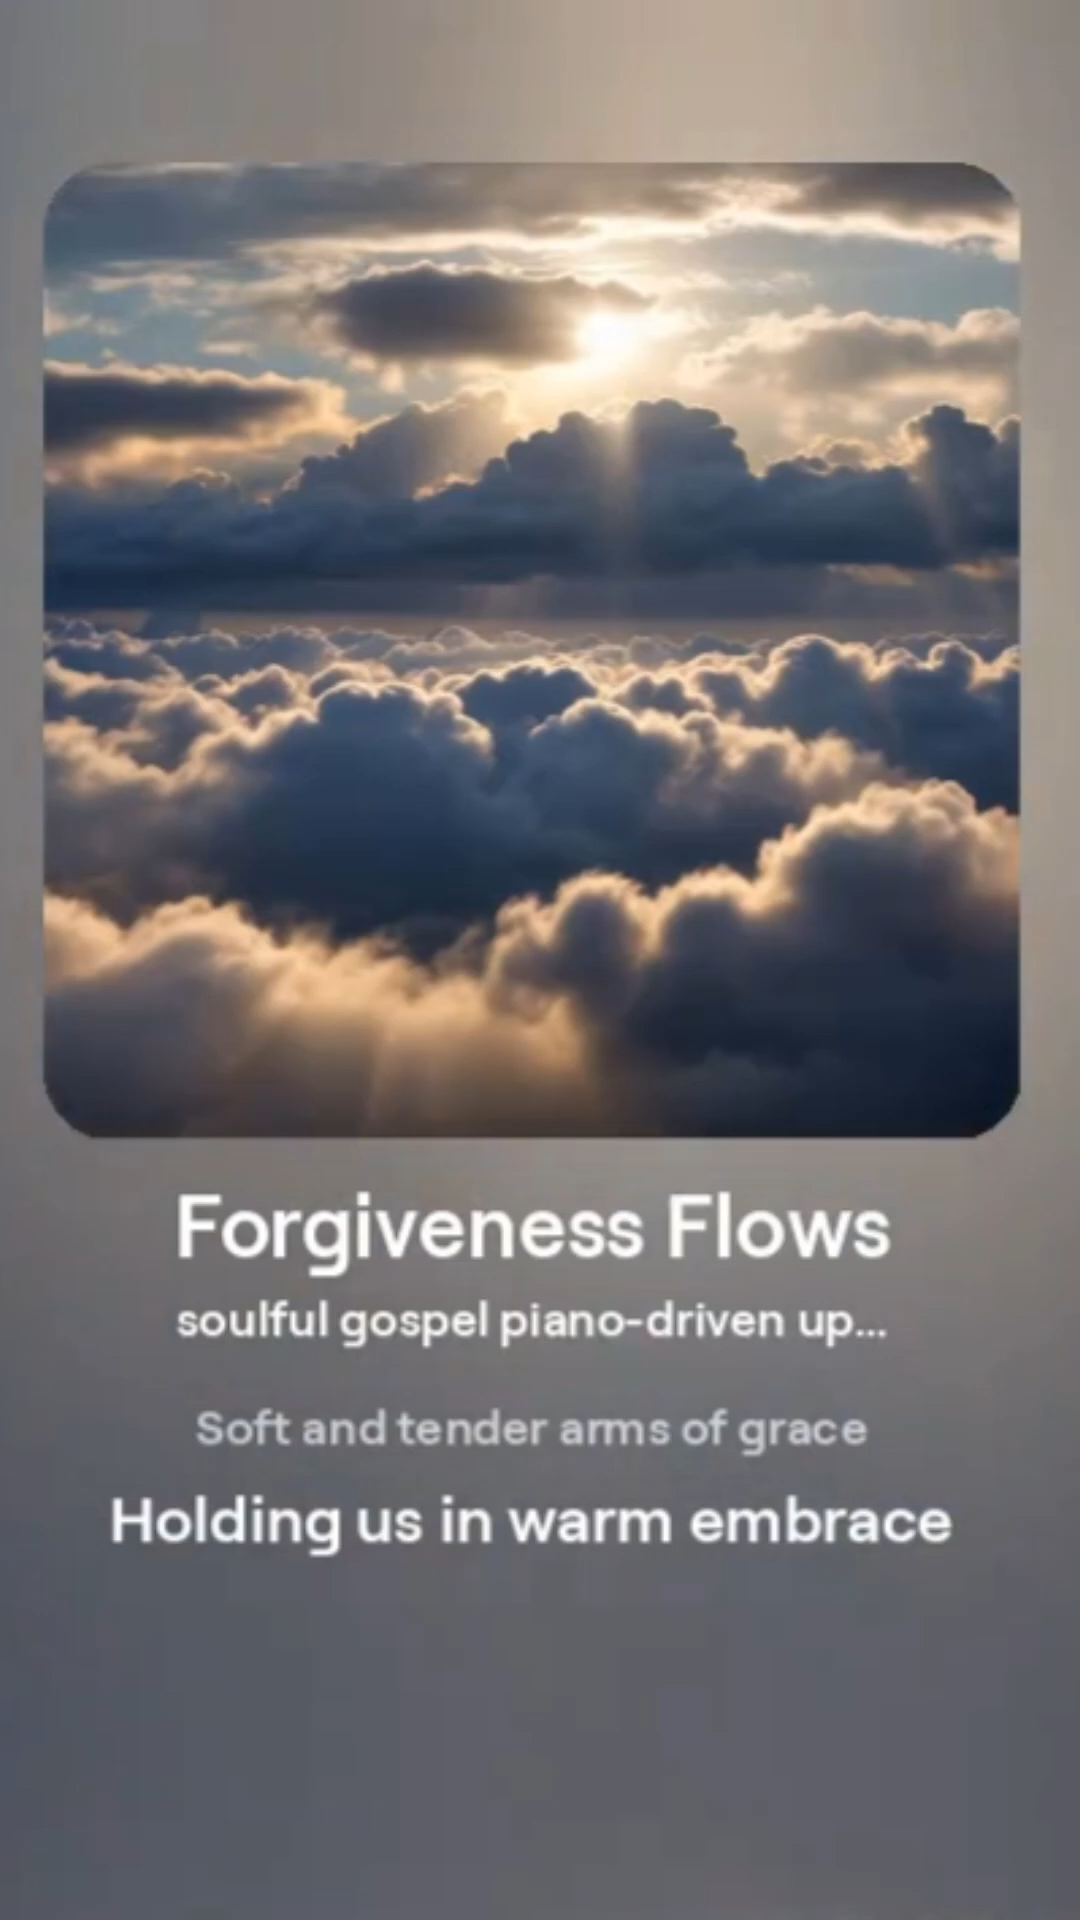 Forgiveness Flows
soulful gospel piano-driven up...
Soft and tender arms of grace
Holding us in warm embrace